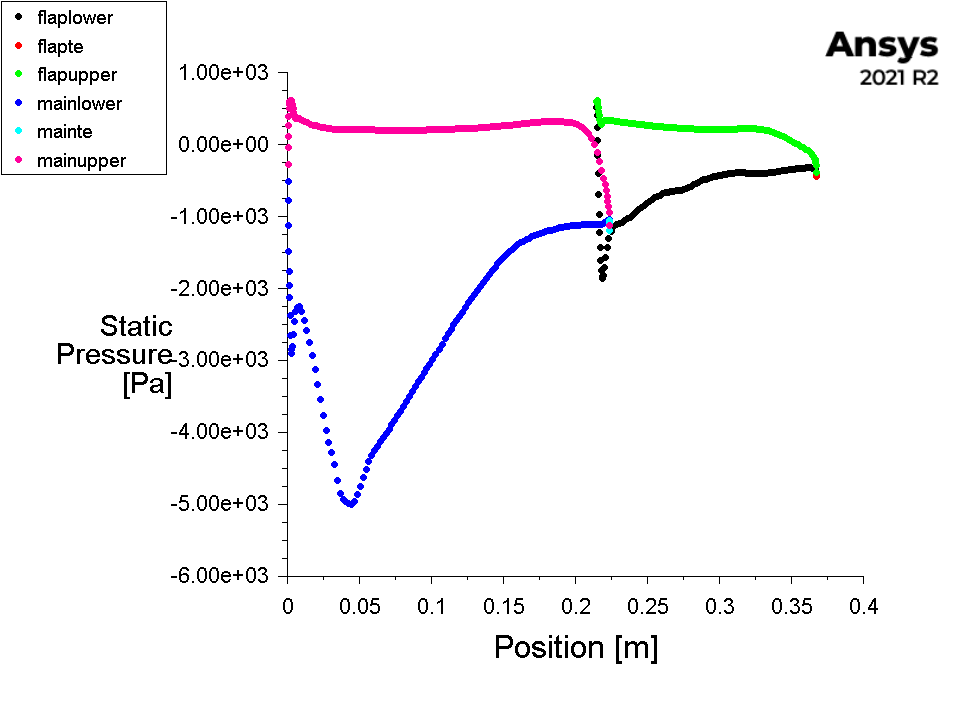 flaplower
flapte
flapupper
mainlower
mainte
mainupper
Ansys
2021 R2
1.00e+03
0.00e+00
-1.00e+03
-2.00e+03
-3.00e+03
-4.00e+03
-5.00e+03
-6.00e+03
Static
Pressure
[Pa]
0 0.05 0.1 0.15 0.2 0.25 0.3 0.35 0.4
Position [m]